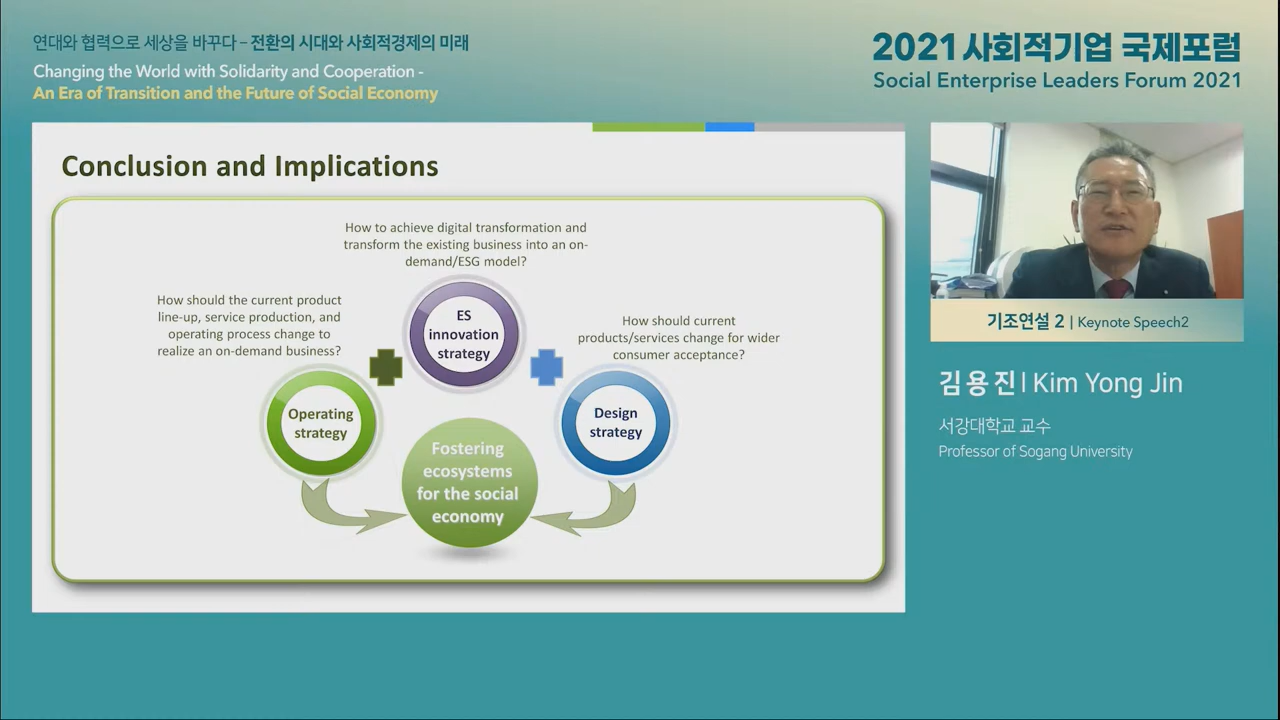 연대와 협력으로 세상을 바꾸다 – 전환의 시대와 사회적경제의 미래
Changing the World with Solidarity and Cooperation -
An Era of Transition and the Future of Social Economy
2021 사회적기업 국제포럼
Social Enterprise Leaders Forum 2021
Conclusion and Implications
How to achieve digital transformation and
transform the existing business into an on-
demand/ESG model?
How should the current product
line-up, service production, and
operating process change to
realize an on-demand business?
ES
innovation
strategy
How should current
products/services change for wider
consumer acceptance?
Operating
strategy
Design
strategy
Fostering
ecosystems
for the social
economy
기조연설 2 | Keynote Speech2
김용진 | Kim Yong Jin
서강대학교 교수
Professor of Sogang University